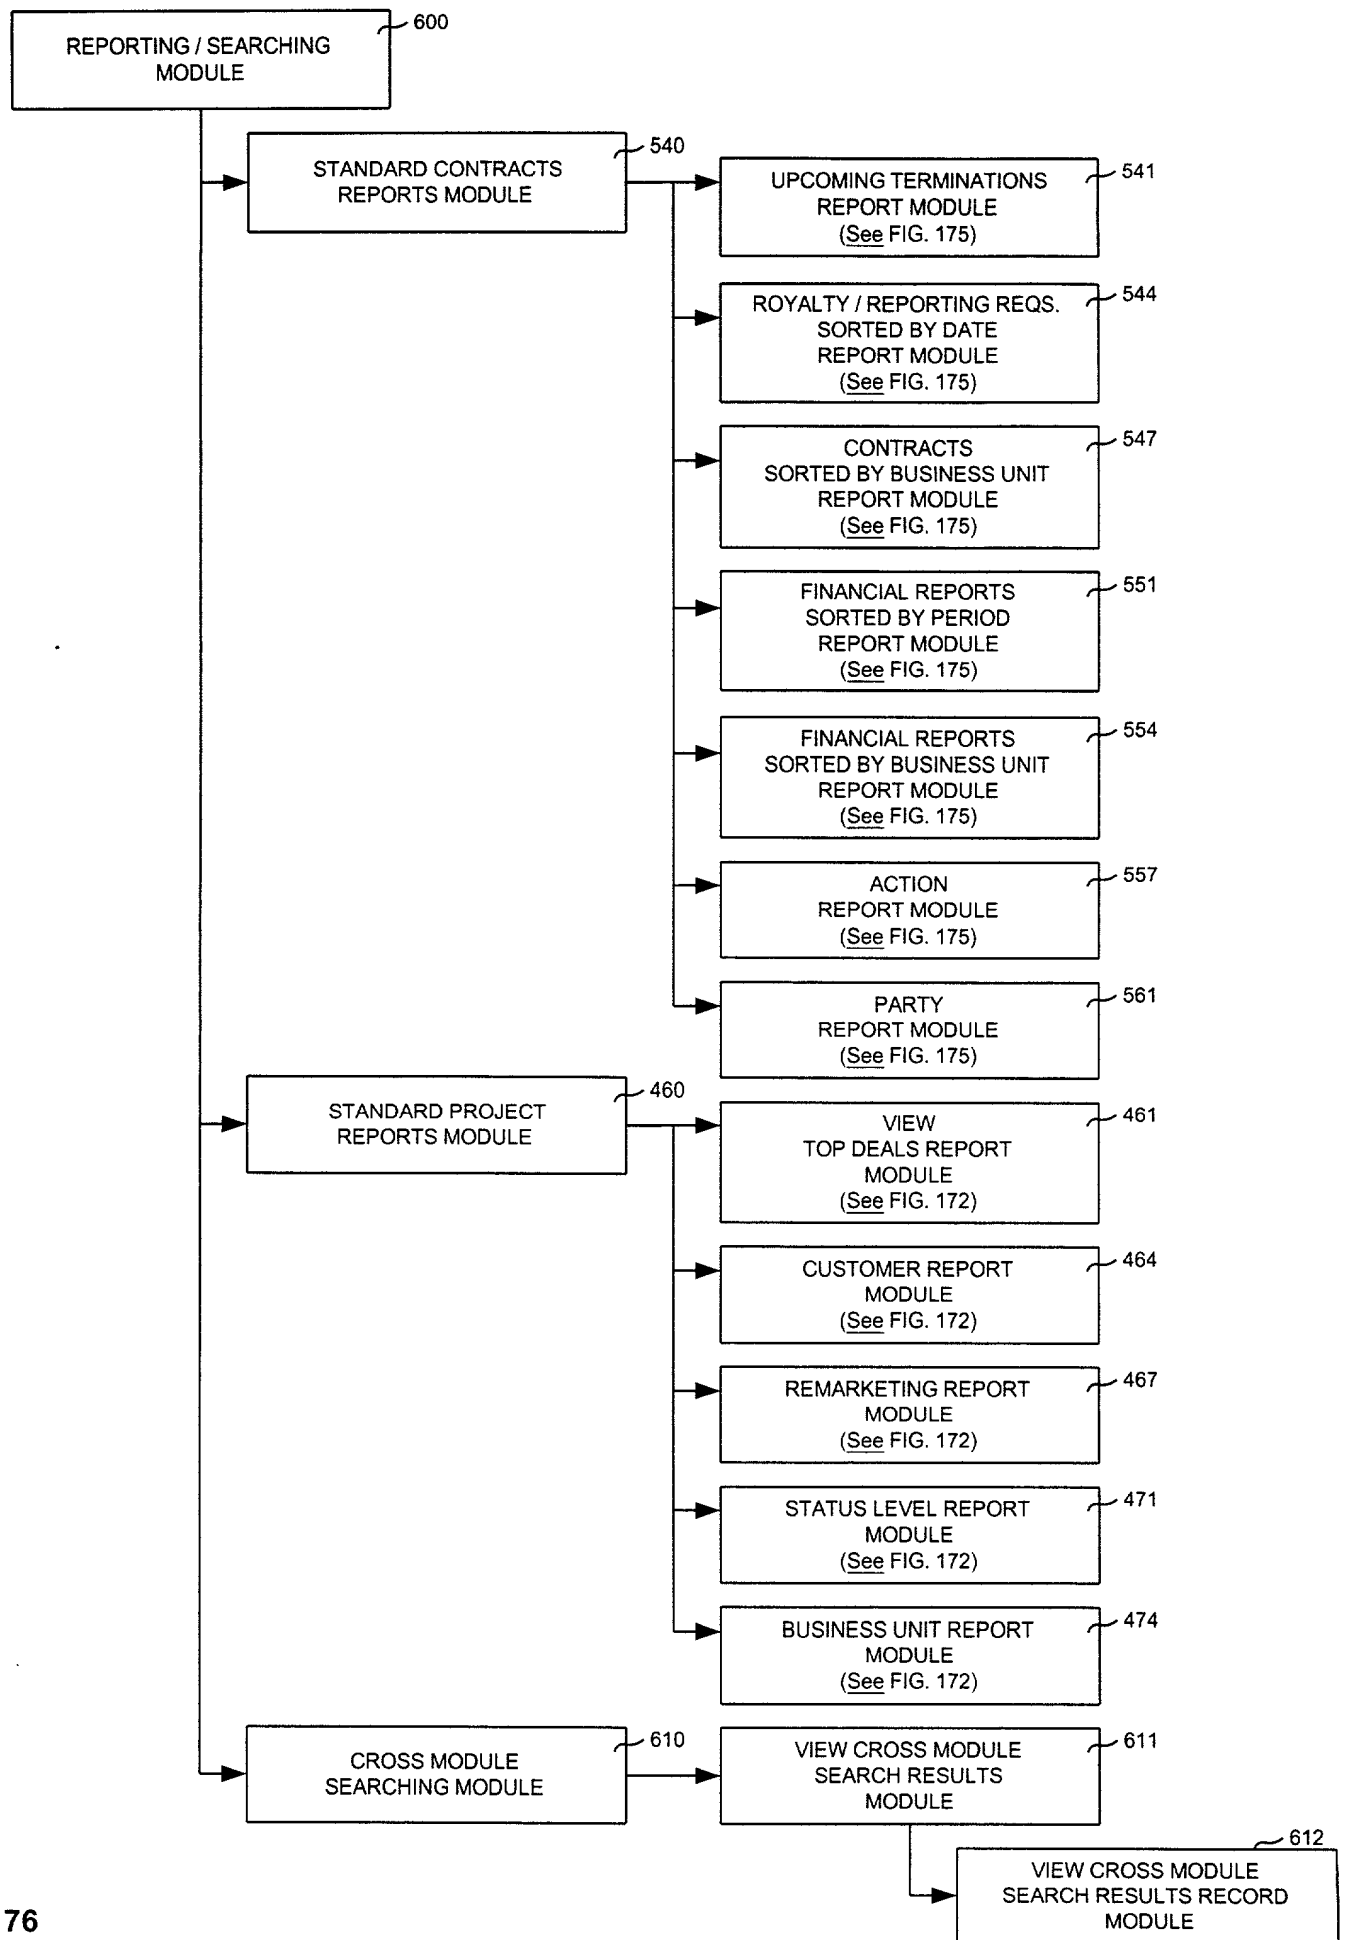 600
REPORTING / SEARCHING
MODULE
540
STANDARD CONTRACTS
REPORTS MODULE
541
UPCOMING TERMINATIONS
REPORT MODULE
(See FIG. 175)
544
ROYALTY / REPORTING REQS.
SORTED BY DATE
REPORT MODULE
(See FIG. 175)
547
CONTRACTS
SORTED BY BUSINESS UNIT
REPORT MODULE
(See FIG. 175)
551
FINANCIAL REPORTS
SORTED BY PERIOD
REPORT MODULE
(See FIG. 175)
554
FINANCIAL REPORTS
SORTED BY BUSINESS UNIT
REPORT MODULE
(See FIG. 175)
557
ACTION
REPORT MODULE
(See FIG. 175)
561
PARTY
REPORT MODULE
(See FIG. 175)
460
STANDARD PROJECT
REPORTS MODULE
461
VIEW
TOP DEALS REPORT
MODULE
(See FIG. 172)
464
CUSTOMER REPORT
MODULE
(See FIG. 172)
467
REMARKETING REPORT
MODULE
(See FIG. 172)
471
STATUS LEVEL REPORT
MODULE
(See FIG. 172)
474
BUSINESS UNIT REPORT
MODULE
(See FIG. 172)
610
CROSS MODULE
SEARCHING MODULE
611
VIEW CROSS MODULE
SEARCH RESULTS
MODULE
612
VIEW CROSS MODULE
SEARCH RESULTS RECORD
MODULE
76